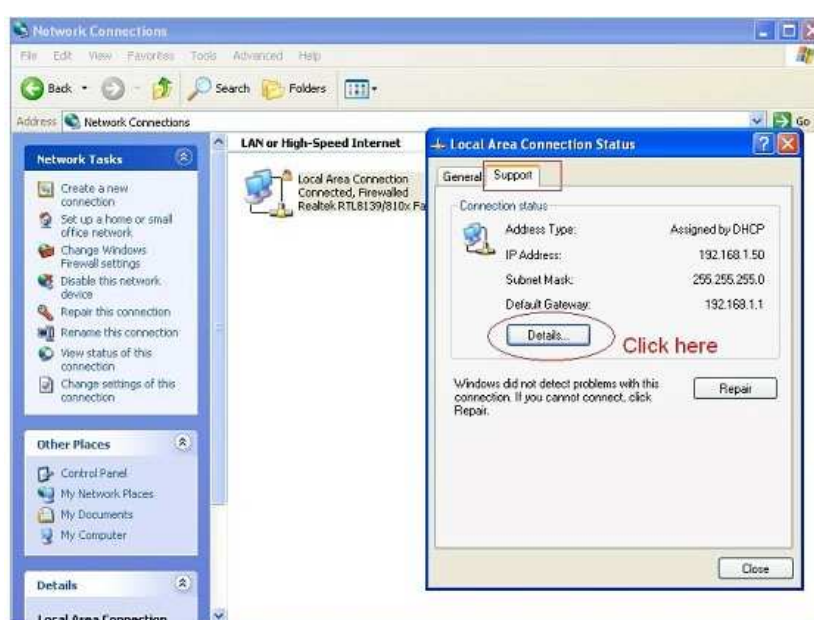 Network Connections
File Edit View Favorites Tools Advanced Help
Back Search Folders
Address Network Connections Go
Network Tasks
Create a new
connection
Set up a home or small
office network
Change Windows
Firewall settings
Disable this network
device
Repair this connection
Rename this connection
View status of this
connection
Change settings of this
connection
Other Places
Control Panel
My Network Places
My Documents
My Computer
Details
Local Area Connection
LAN or High-Speed Internet
Local Area Connection
Connected, Firewalled
Realtek RTL8139/810x Fa
Local Area Connection Status
General Support
Connection status
Address Type: Assigned by DHCP
IP Address: 192.168.1.50
Subnet Mask: 255.255.255.0
Default Gateway: 192.168.1.1
Details...
Click here
Windows did not detect problems with this
connection. If you cannot connect, click
Repair.
Repair
Close